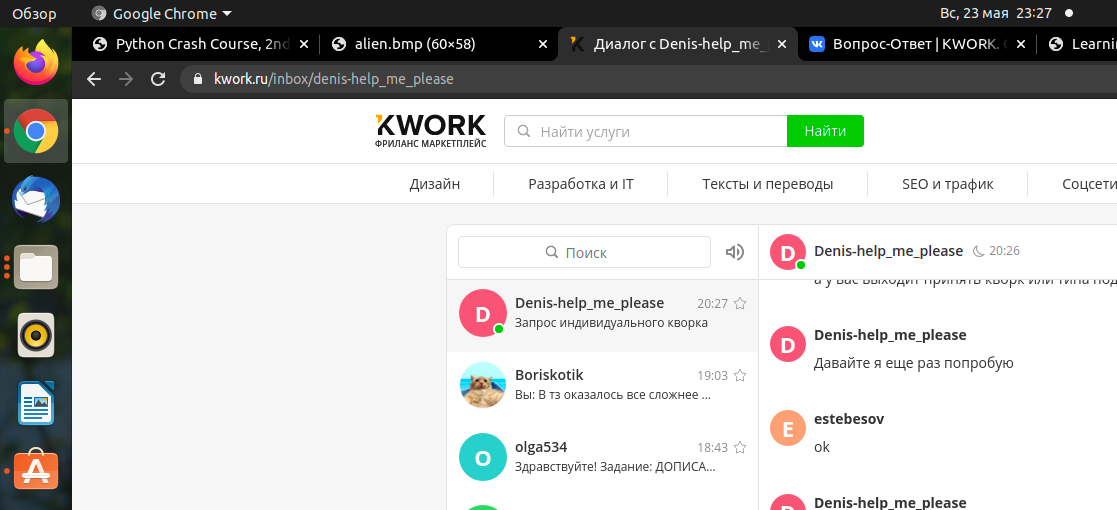 Обзор
Google Chrome
Вс, 23 мая 23:27
Python Crash Course, 2nd
alien.bmp (60×58)
Диалог с Denis-help_me_
Вопрос-Ответ | KWORK.
Learnin
kwork.ru/inbox/denis-help_me_please
KWORK
ФРИЛАНС МАРКЕТПЛЕЙС
Найти услуги
Найти
Дизайн
Разработка и IT
Тексты и переводы
SEO и трафик
Соцсети
Поиск
D
Denis-help_me_please
20:26
а у вас выходит принять кворк или типа под
D
Denis-help_me_please
20:27
Запрос индивидуального кворка
D
Denis-help_me_please
Давайте я еще раз попробую
Boriskotik
19:03
Вы: В тз оказалось все сложнее ...
E
estebesov
ok
O
olga534
18:43
Здравствуйте! Задание: ДОПИСА...
D
Denis-help_me_please